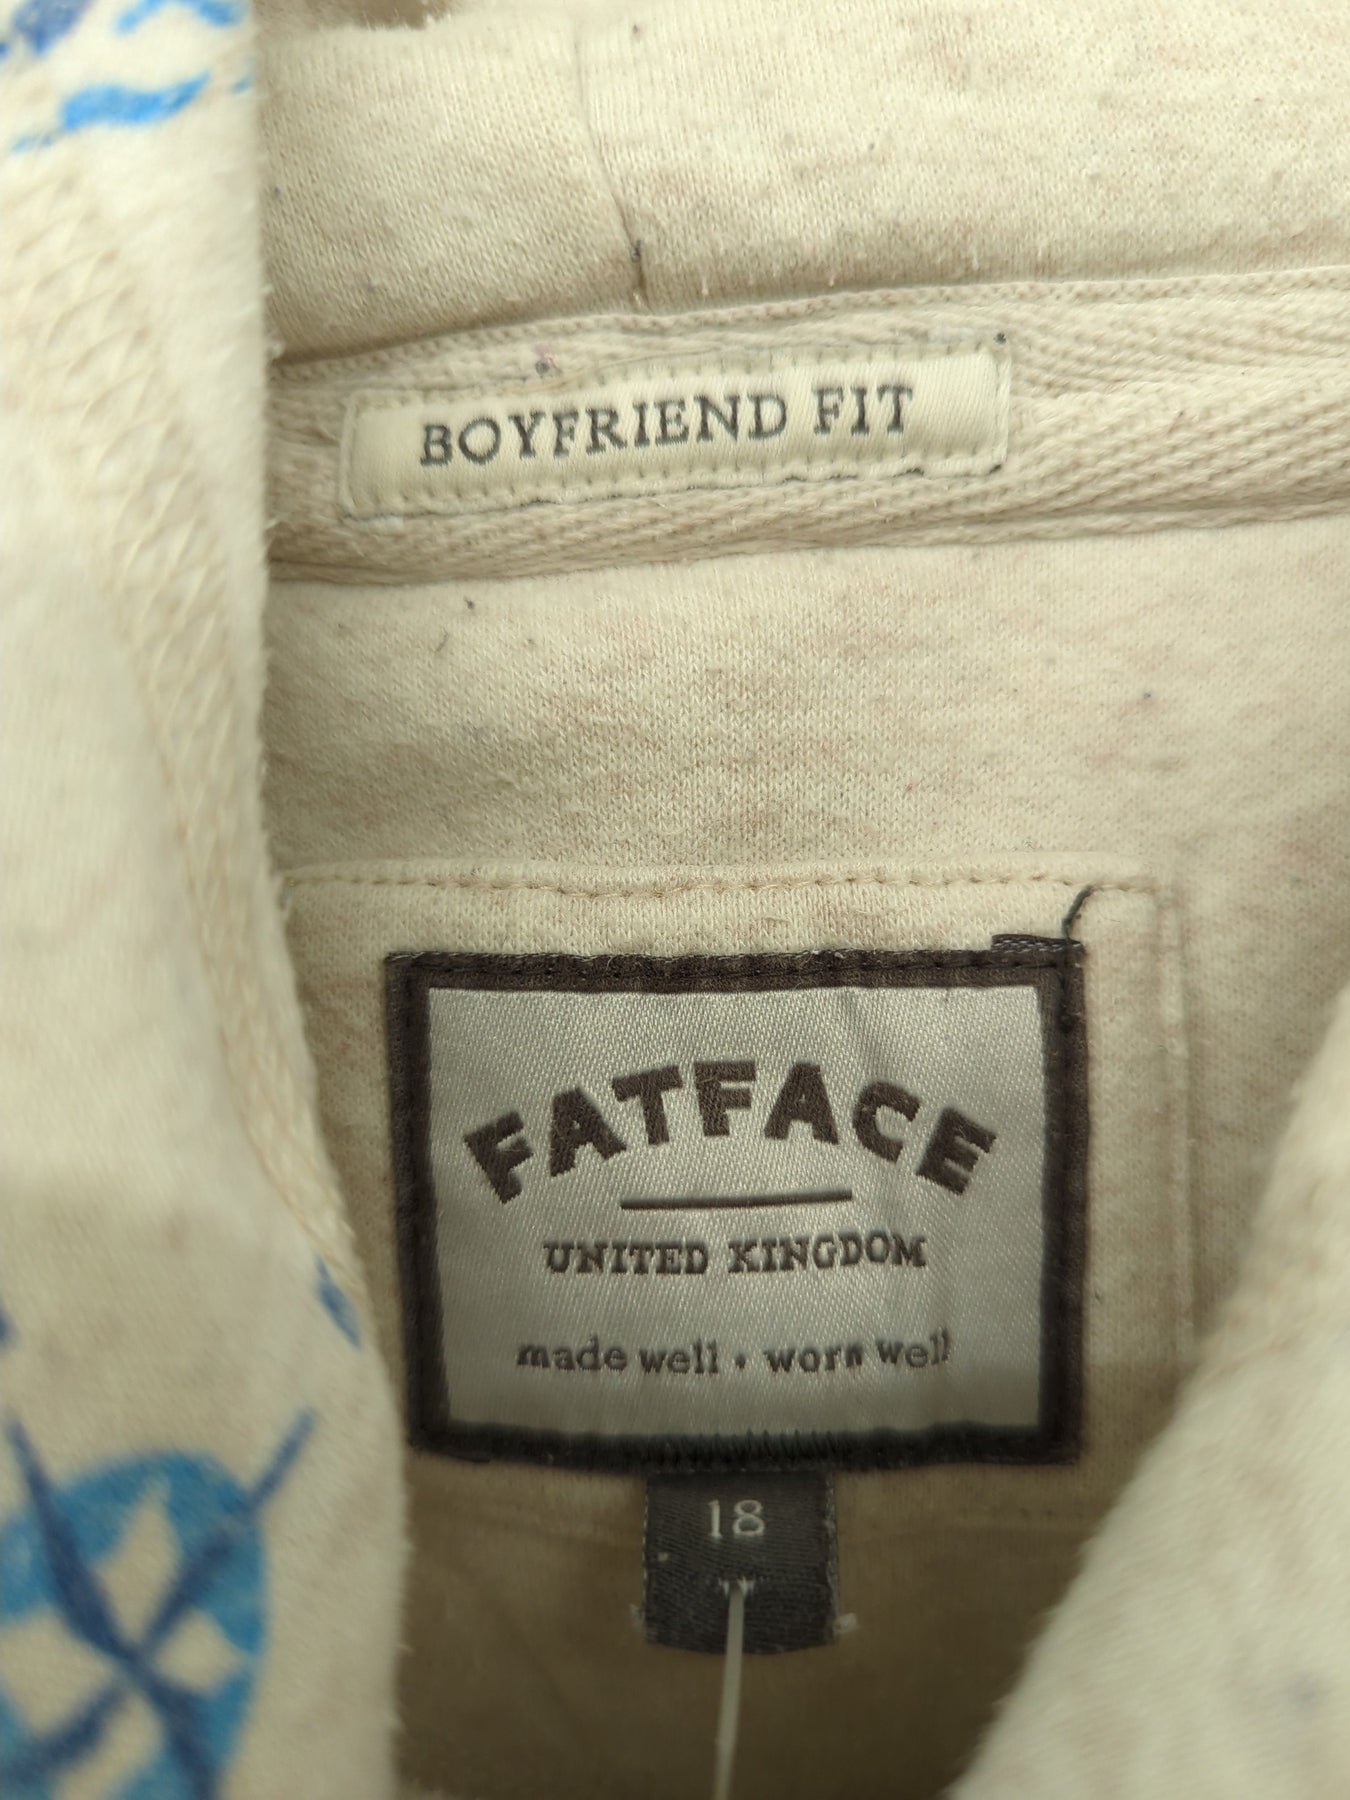 BOYFRIEND FIT
FATFACE
UNITED KINGDOM
made well • worn well
18